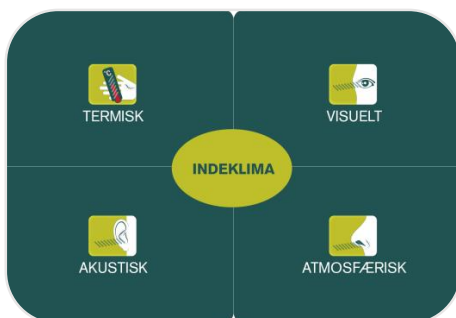 °C
TERMISK
VISUELT
INDEKLIMA
AKUSTISK
ATMOSFÆRISK